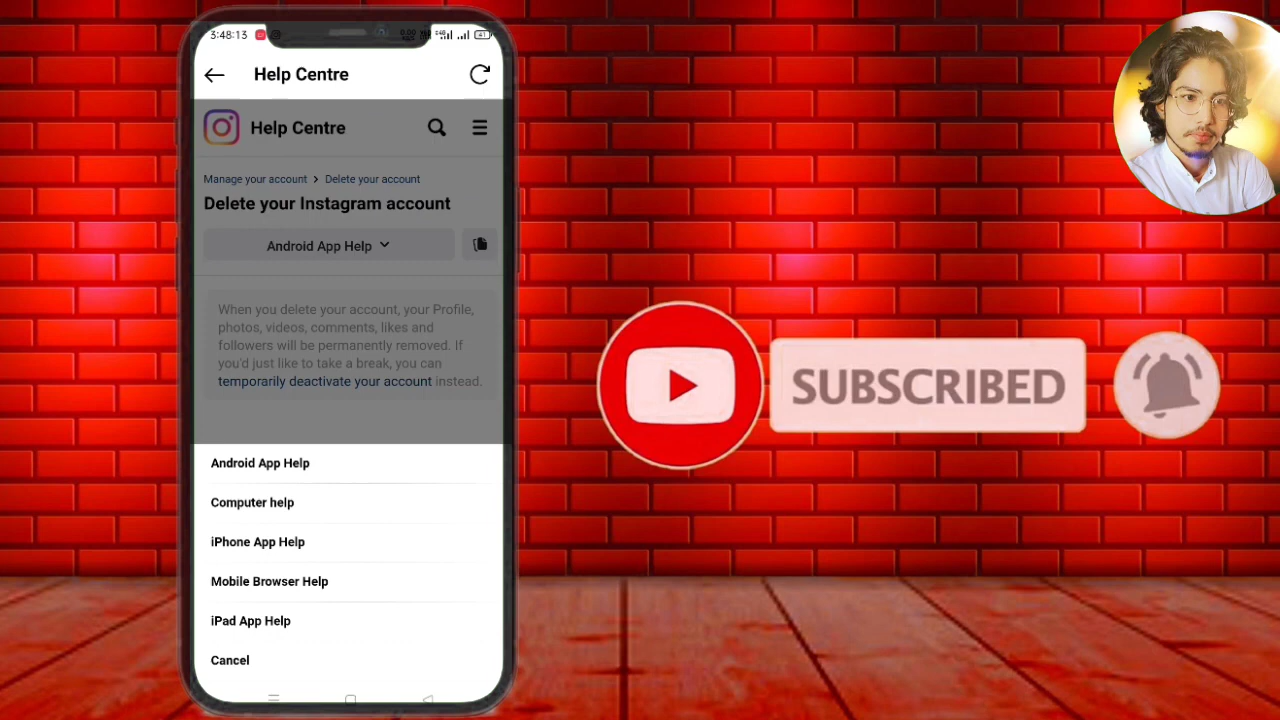 3:48:13
Help Centre
Help Centre
Manage your account > Delete your account
Delete your Instagram account
Android App Help
When you delete your account, your Profile,
photos, videos, comments, likes and
followers will be permanently removed. If
you'd just like to take a break, you can
temporarily deactivate your account instead.
Android App Help
Computer help
iPhone App Help
Mobile Browser Help
iPad App Help
Cancel
SUBSCRIBED